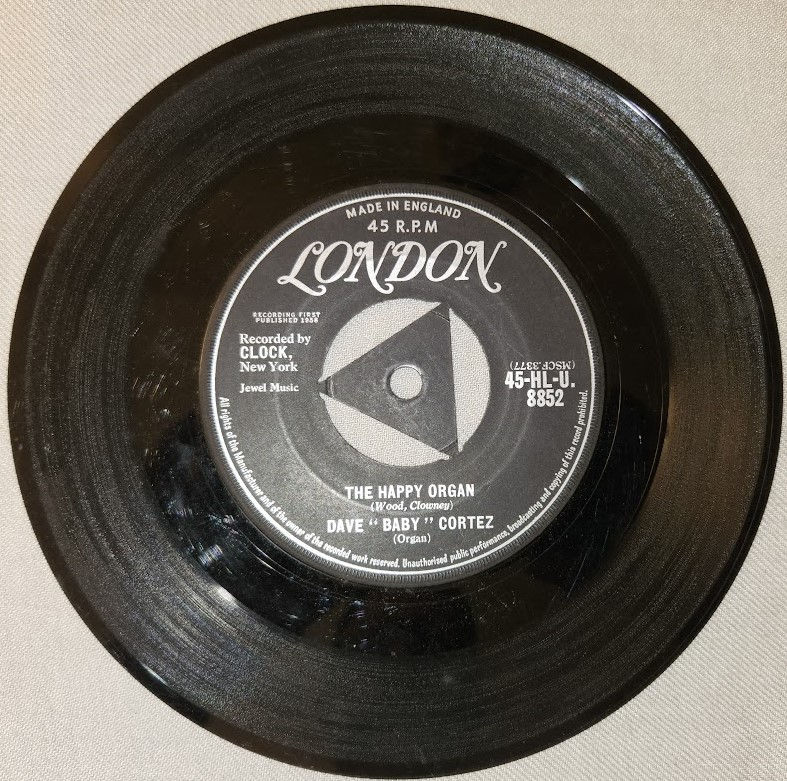 MADE IN ENGLAND
45 R.P.M
LONDON
RECORDING FIRST
PUBLISHED 1958
Recorded by
CLOCK,
New York
Jewel Music
(MSCF.3377)
45-HL-U.
8852
THE HAPPY ORGAN
(Wood, Clowney)
DAVE “ BABY ” CORTEZ
(Organ)
All rights of the Manufacturer and of the owner of the recorded work reserved. Unauthorised public performance, broadcasting and copying of this record prohibited.